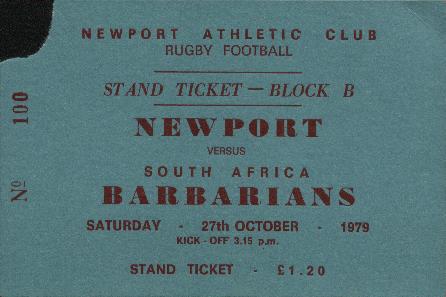 NEWPORT ATHLETIC CLUB
RUGBY FOOTBALL
STAND TICKET — BLOCK B
NEWPORT
VERSUS
SOUTH AFRICA
BARBARIANS
SATURDAY - 27th OCTOBER - 1979
KICK-OFF 3.15 p.m.
STAND TICKET - £1.20
Nº 100